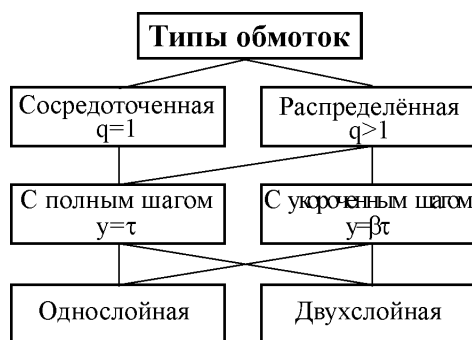 Типы обмоток
Сосредоточенная
q=1
Распределённая
q>1
С полным шагом
y=τ
С укороченным шагом
y=βτ
Однослойная
Двухслойная